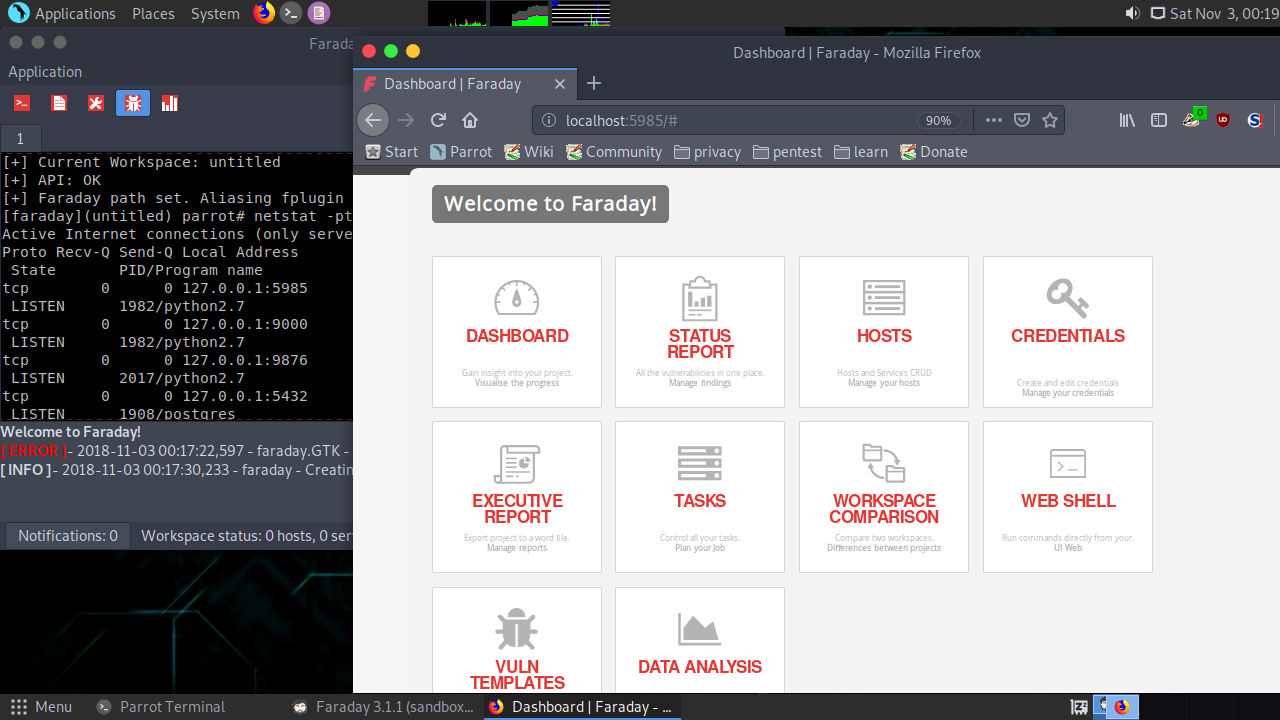 Applications Places System
Sat Nov 3, 00:19
Farada
Application
1
[+] Current Workspace: untitled
[+] API: OK
[+] Faraday path set. Aliasing fplugin
[faraday](untitled) parrot# netstat -pt
Active Internet connections (only serve
Proto Recv-Q Send-Q Local Address
State PID/Program name
tcp 0 0 127.0.0.1:5985
LISTEN 1982/python2.7
tcp 0 0 127.0.0.1:9000
LISTEN 1982/python2.7
tcp 0 0 127.0.0.1:9876
LISTEN 2017/python2.7
tcp 0 0 127.0.0.1:5432
LISTEN 1908/postgres
Welcome to Faraday!
[ERROR]- 2018-11-03 00:17:22,597 - faraday.GTK -
[INFO]- 2018-11-03 00:17:30,233 - faraday - Creatin
Notifications: 0 Workspace status: 0 hosts, 0 ser
Dashboard | Faraday - Mozilla Firefox
Dashboard | Faraday
localhost:5985/# 90%
0
Start Parrot Wiki Community privacy pentest learn Donate
Welcome to Faraday!
DASHBOARD
Gain insight into your project.
Visualise the progress
STATUS
REPORT
All the vulnerabilities in one place.
Manage findings
HOSTS
Hosts and Services CRUD
Manage your hosts
CREDENTIALS
Create and edit credentials
Manage your credentials
EXECUTIVE
REPORT
Export project to a word file.
Manage reports
TASKS
Control all your tasks.
Plan your Job
WORKSPACE
COMPARISON
Compare two workspaces.
Differences between projects
WEB SHELL
Run commands directly from your.
UI Web
VULN
TEMPLATES
DATA ANALYSIS
Menu Parrot Terminal Faraday 3.1.1 (sandbox... Dashboard | Faraday - ...